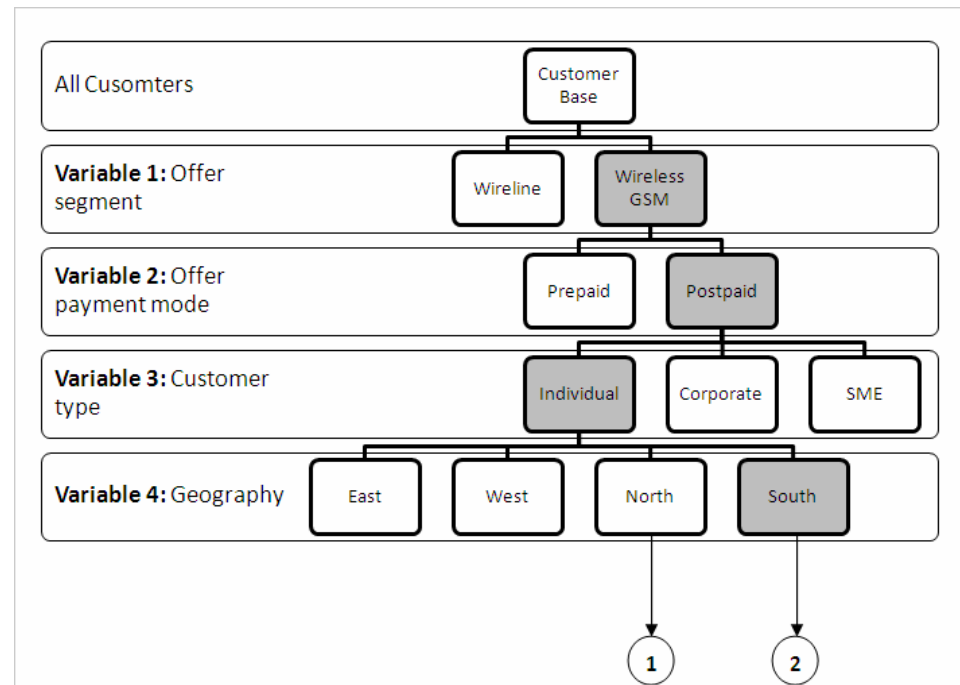 All Cusomters
Customer
Base
Variable 1: Offer
segment
Wireline
Wireless
GSM
Variable 2: Offer
payment mode
Prepaid
Postpaid
Variable 3: Customer
type
Individual
Corporate
SME
Variable 4: Geography
East
West
North
South
1
2